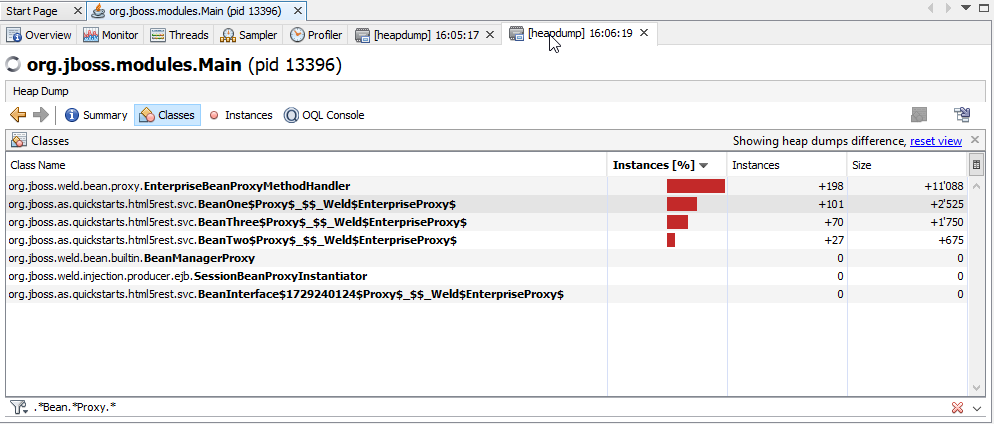 Start Page org.jboss.modules.Main (pid 13396)
Overview Monitor Threads Sampler Profiler [heapdump] 16:05:17 [heapdump] 16:06:19
org.jboss.modules.Main (pid 13396)
Heap Dump
Summary Classes Instances OQL Console
Classes Showing heap dumps difference, reset view
Class Name Instances [%] Instances Size
org.jboss.weld.bean.proxy.EnterpriseBeanProxyMethodHandler +198 +11'088
org.jboss.as.quickstarts.html5rest.svc.BeanOne$Proxy$_$$_Weld$EnterpriseProxy$ +101 +2'525
org.jboss.as.quickstarts.html5rest.svc.BeanThree$Proxy$_$$_Weld$EnterpriseProxy$ +70 +1'750
org.jboss.as.quickstarts.html5rest.svc.BeanTwo$Proxy$_$$_Weld$EnterpriseProxy$ +27 +675
org.jboss.weld.bean.builtin.BeanManagerProxy 0 0
org.jboss.weld.injection.producer.ejb.SessionBeanProxyInstantiator 0 0
org.jboss.as.quickstarts.html5rest.svc.BeanInterface$1729240124$Proxy$_$$_Weld$EnterpriseProxy$ 0 0
.*Bean.*Proxy.*